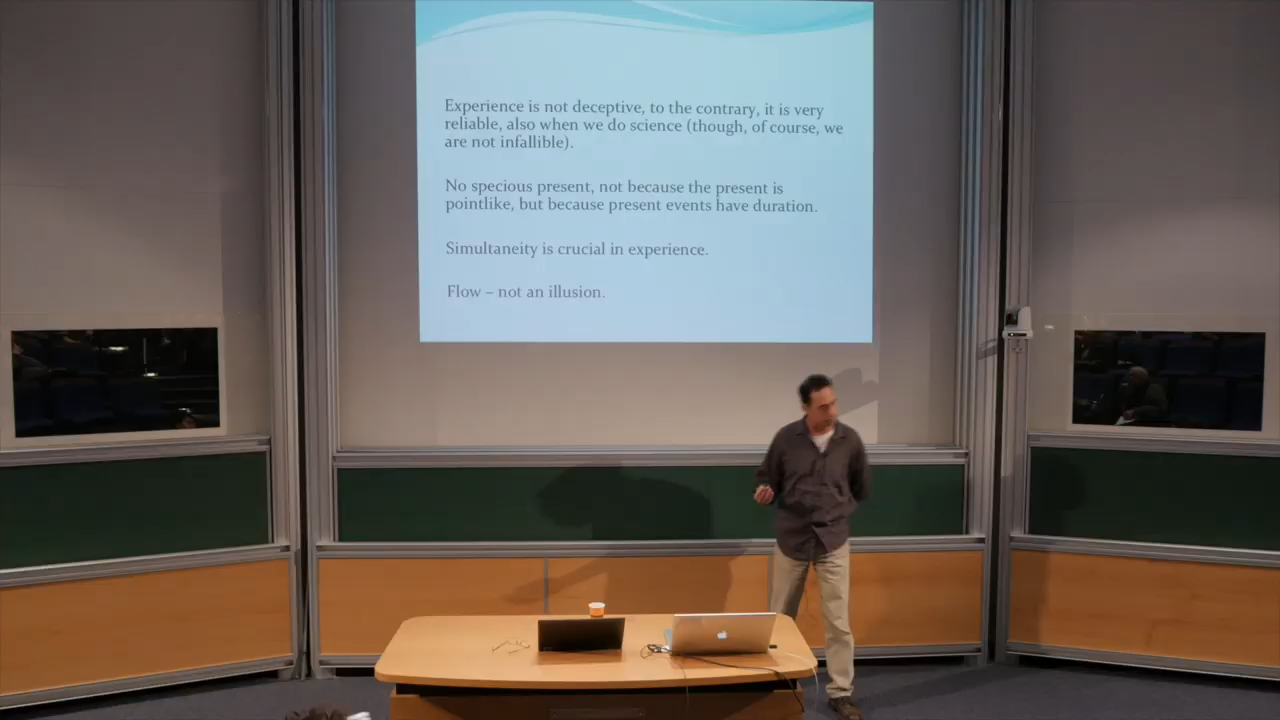 Experience is not deceptive, to the contrary, it is very
reliable, also when we do science (though, of course, we
are not infallible).
No specious present, not because the present is
pointlike, but because present events have duration.
Simultaneity is crucial in experience.
Flow – not an illusion.